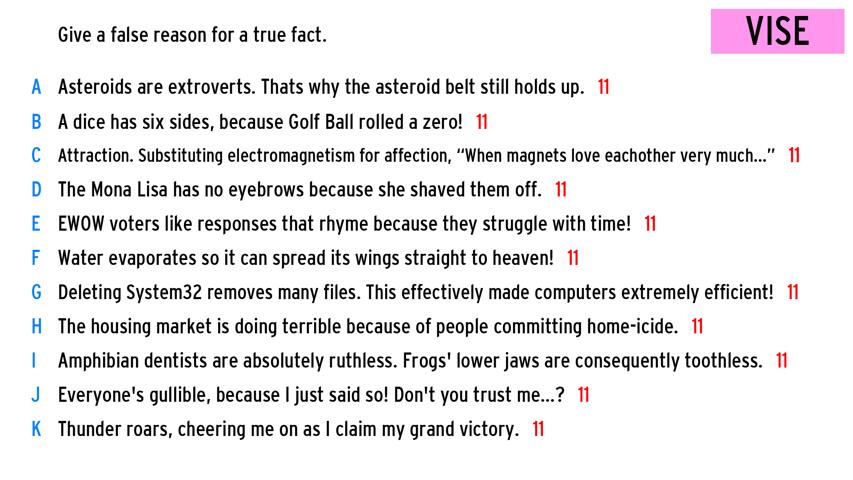 Give a false reason for a true fact.
VISE
A Asteroids are extroverts. Thats why the asteroid belt still holds up. 11
B A dice has six sides, because Golf Ball rolled a zero! 11
C Attraction. Substituting electromagnetism for affection, “When magnets love eachother very much...” 11
D The Mona Lisa has no eyebrows because she shaved them off. 11
E EWOW voters like responses that rhyme because they struggle with time! 11
F Water evaporates so it can spread its wings straight to heaven! 11
G Deleting System32 removes many files. This effectively made computers extremely efficient! 11
H The housing market is doing terrible because of people committing home-icide. 11
I Amphibian dentists are absolutely ruthless. Frogs' lower jaws are consequently toothless. 11
J Everyone's gullible, because I just said so! Don't you trust me...? 11
K Thunder roars, cheering me on as I claim my grand victory. 11